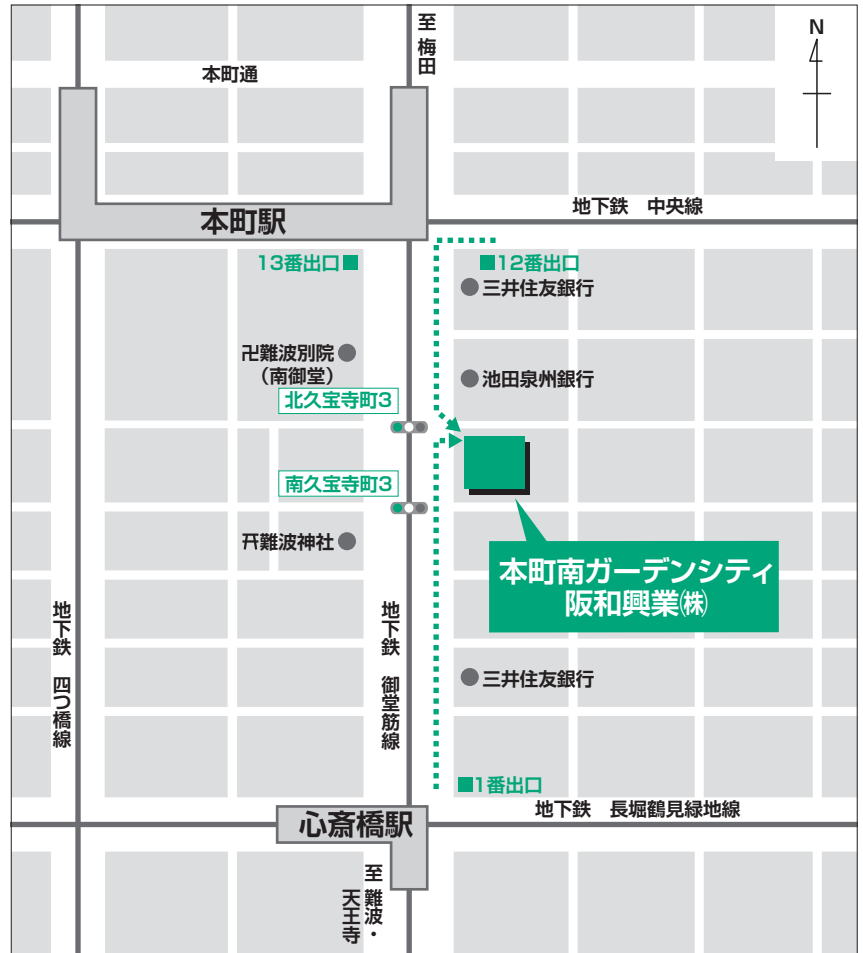 至 梅田
N
本町通
地下鉄　中央線
本町駅
13番出口
12番出口
三井住友銀行
卍難波別院
（南御堂）
池田泉州銀行
北久宝寺町3
南久宝寺町3
難波神社
本町南ガーデンシティ
阪和興業㈱
地下鉄　四つ橋線
地下鉄　御堂筋線
三井住友銀行
1番出口
地下鉄　長堀鶴見緑地線
心斎橋駅
至 難波・
天王寺